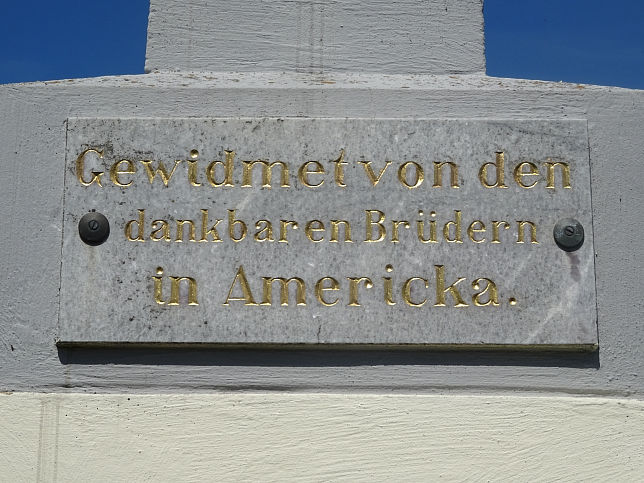 Gewidmet von den
dankbaren Brüdern
in Americka.